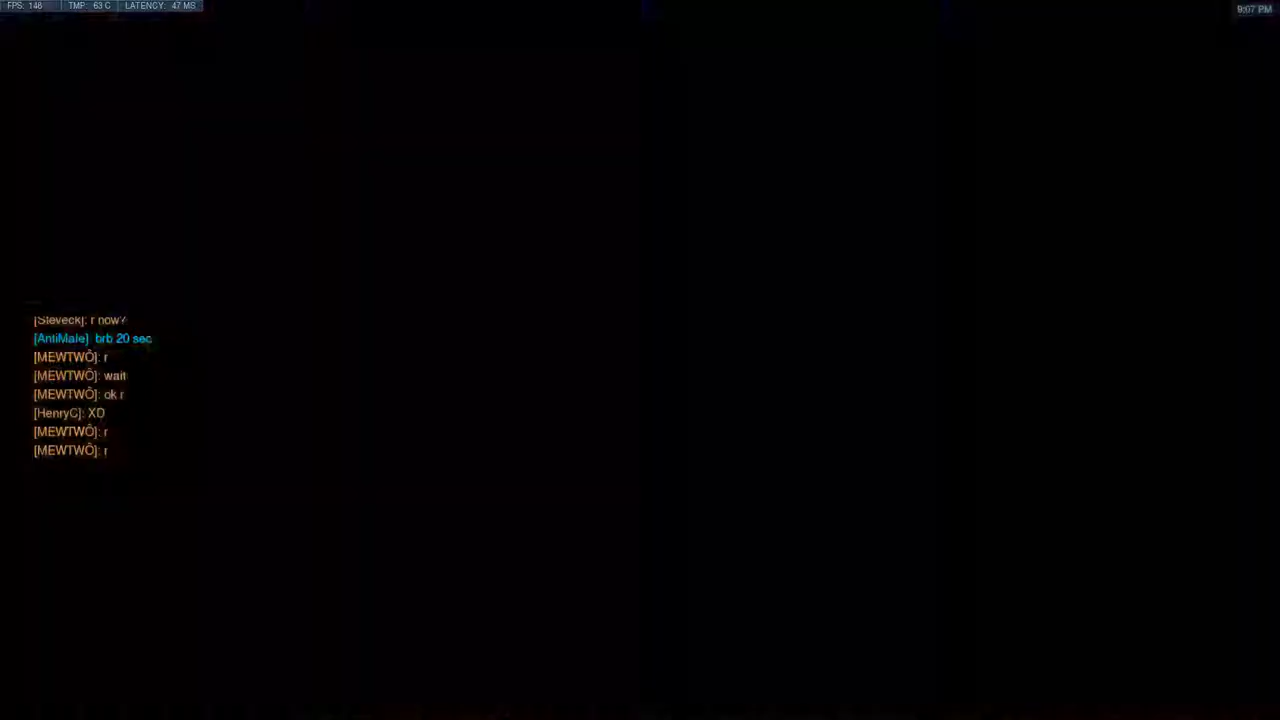 FPS: 148 TMP: 63 C LATENCY: 47 MS
9:07 PM
[Steveck]: r now?
[AntiMale] brb 20 sec
[MEWTWÔ]: r
[MEWTWÔ]: wait
[MEWTWÔ]: ok r
[HenryC]: XD
[MEWTWÔ]: r
[MEWTWÔ]: r